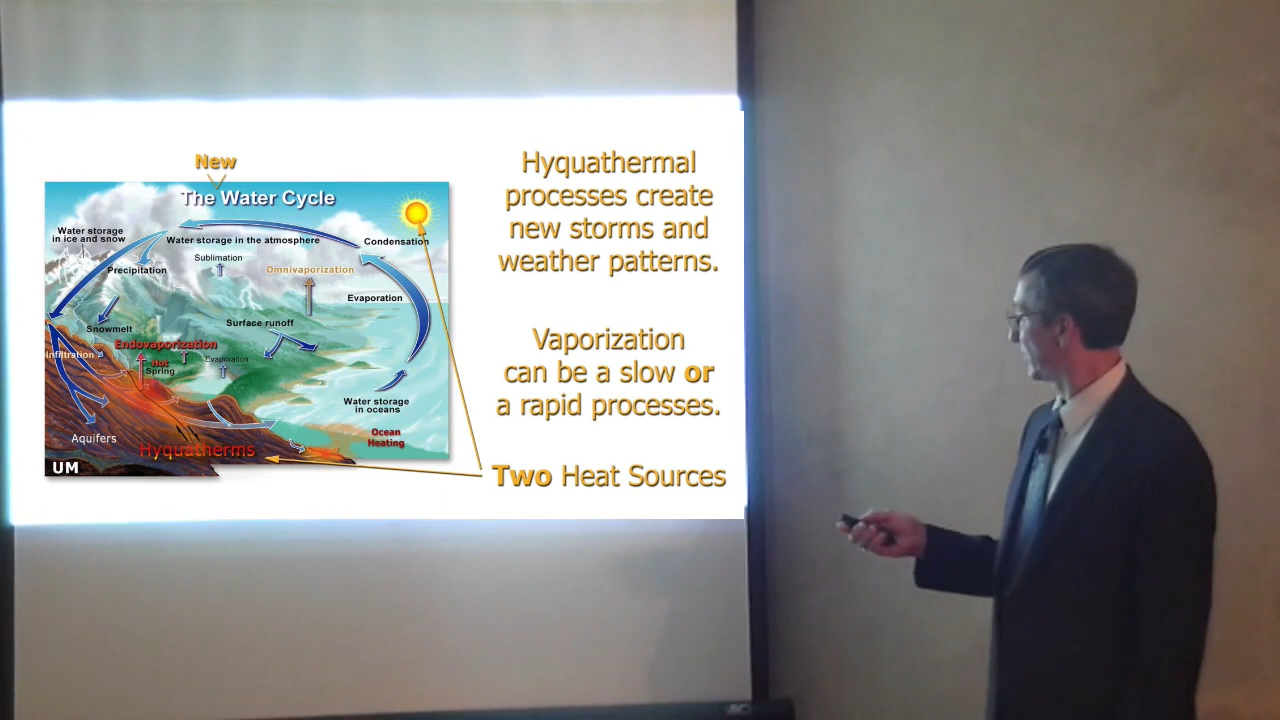 New
The Water Cycle
Water storage
in ice and snow
Water storage in the atmosphere
Condensation
Sublimation
Precipitation
Omnivaporization
Evaporation
Snowmelt
Surface runoff
Endovaporization
Infiltration
Evaporation
Hot
Spring
Water storage
in oceans
Aquifers
Ocean
Heating
Hyquatherms
UM
Hyquathermal
processes create
new storms and
weather patterns.
Vaporization
can be a slow or
a rapid processes.
Two Heat Sources